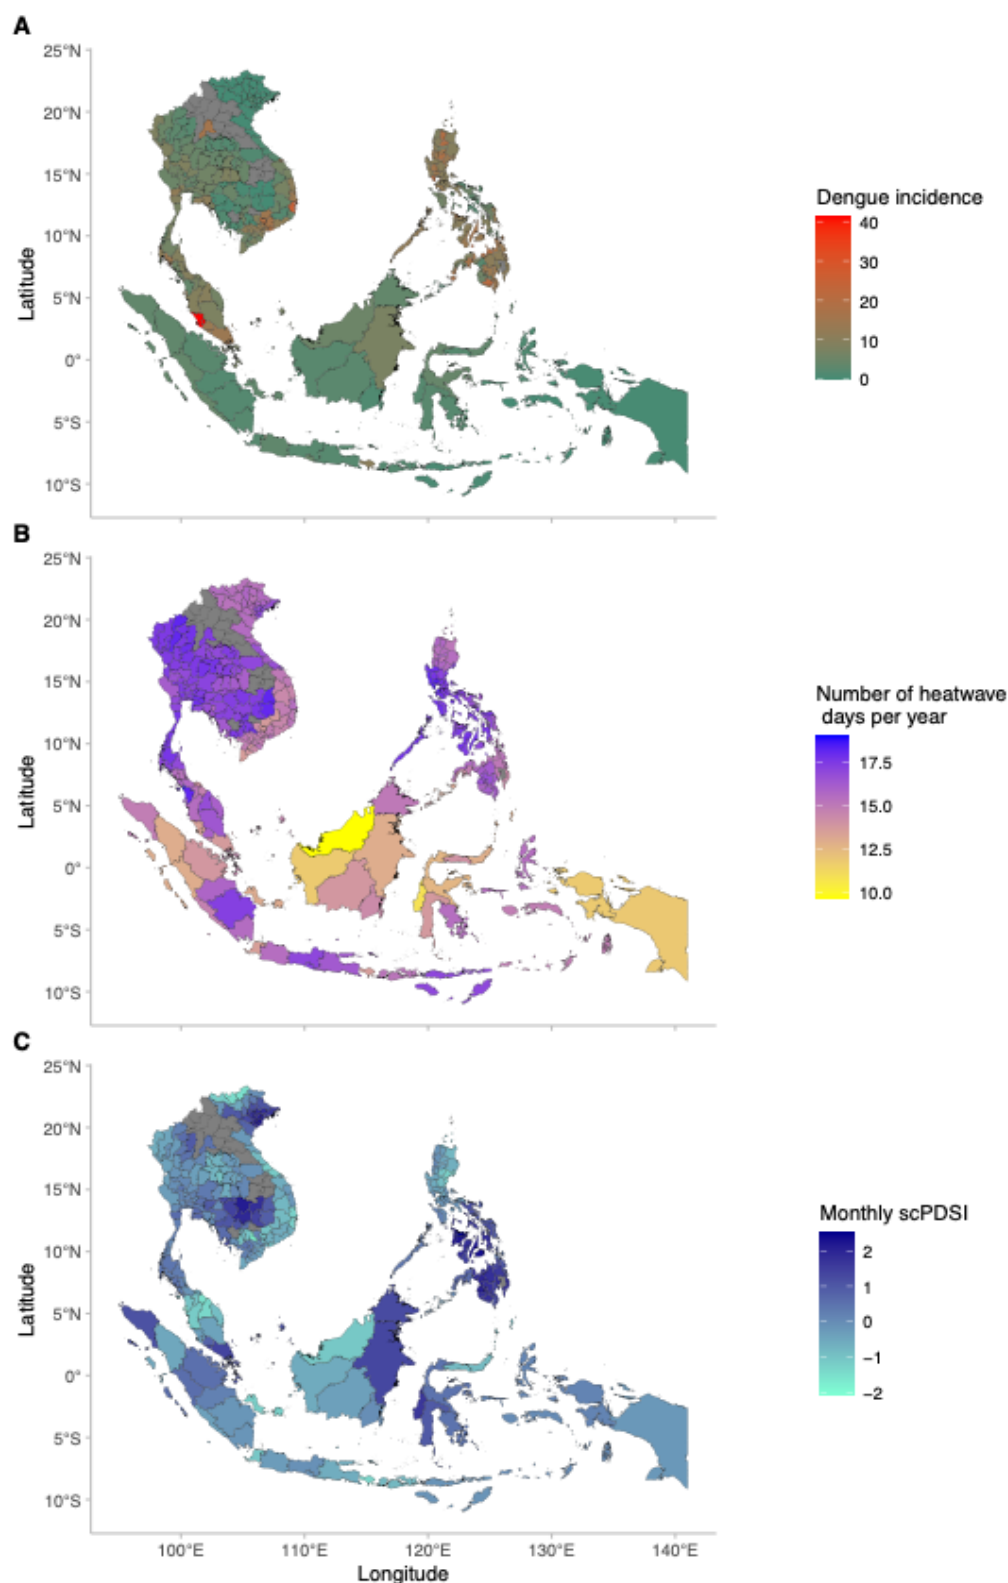 A
25°N
20°N
15°N
10°N
5°N
0°
5°S
10°S
Latitude
Dengue incidence
40
30
20
10
0
B
25°N
20°N
15°N
10°N
5°N
0°
5°S
10°S
Latitude
Number of heatwave
days per year
17.5
15.0
12.5
10.0
C
25°N
20°N
15°N
10°N
5°N
0°
5°S
10°S
Latitude
Monthly scPDSI
2
1
0
−1
−2
100°E 110°E 120°E 130°E 140°E
Longitude